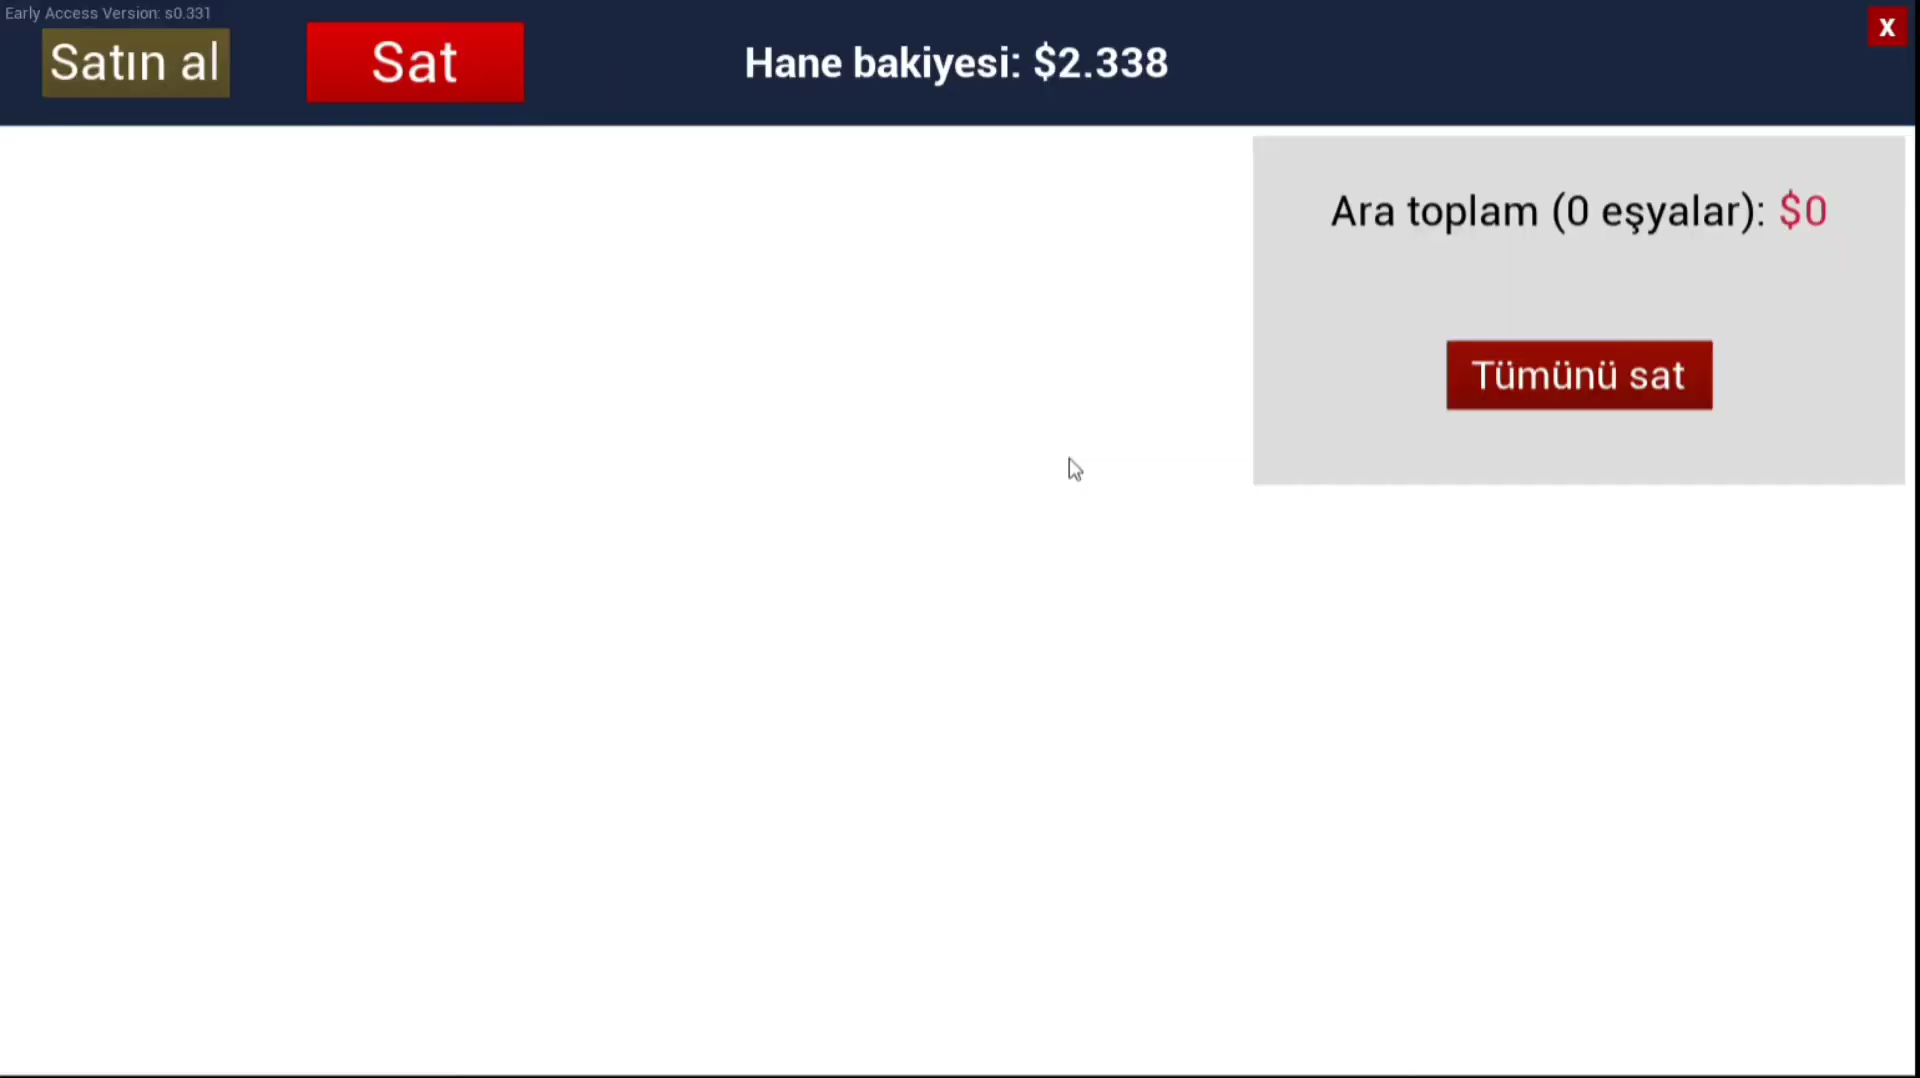 Early Access Version: s0.331
Satın al
Sat
Hane bakiyesi: $2.338
X
Ara toplam (0 eşyalar): $0
Tümünü sat